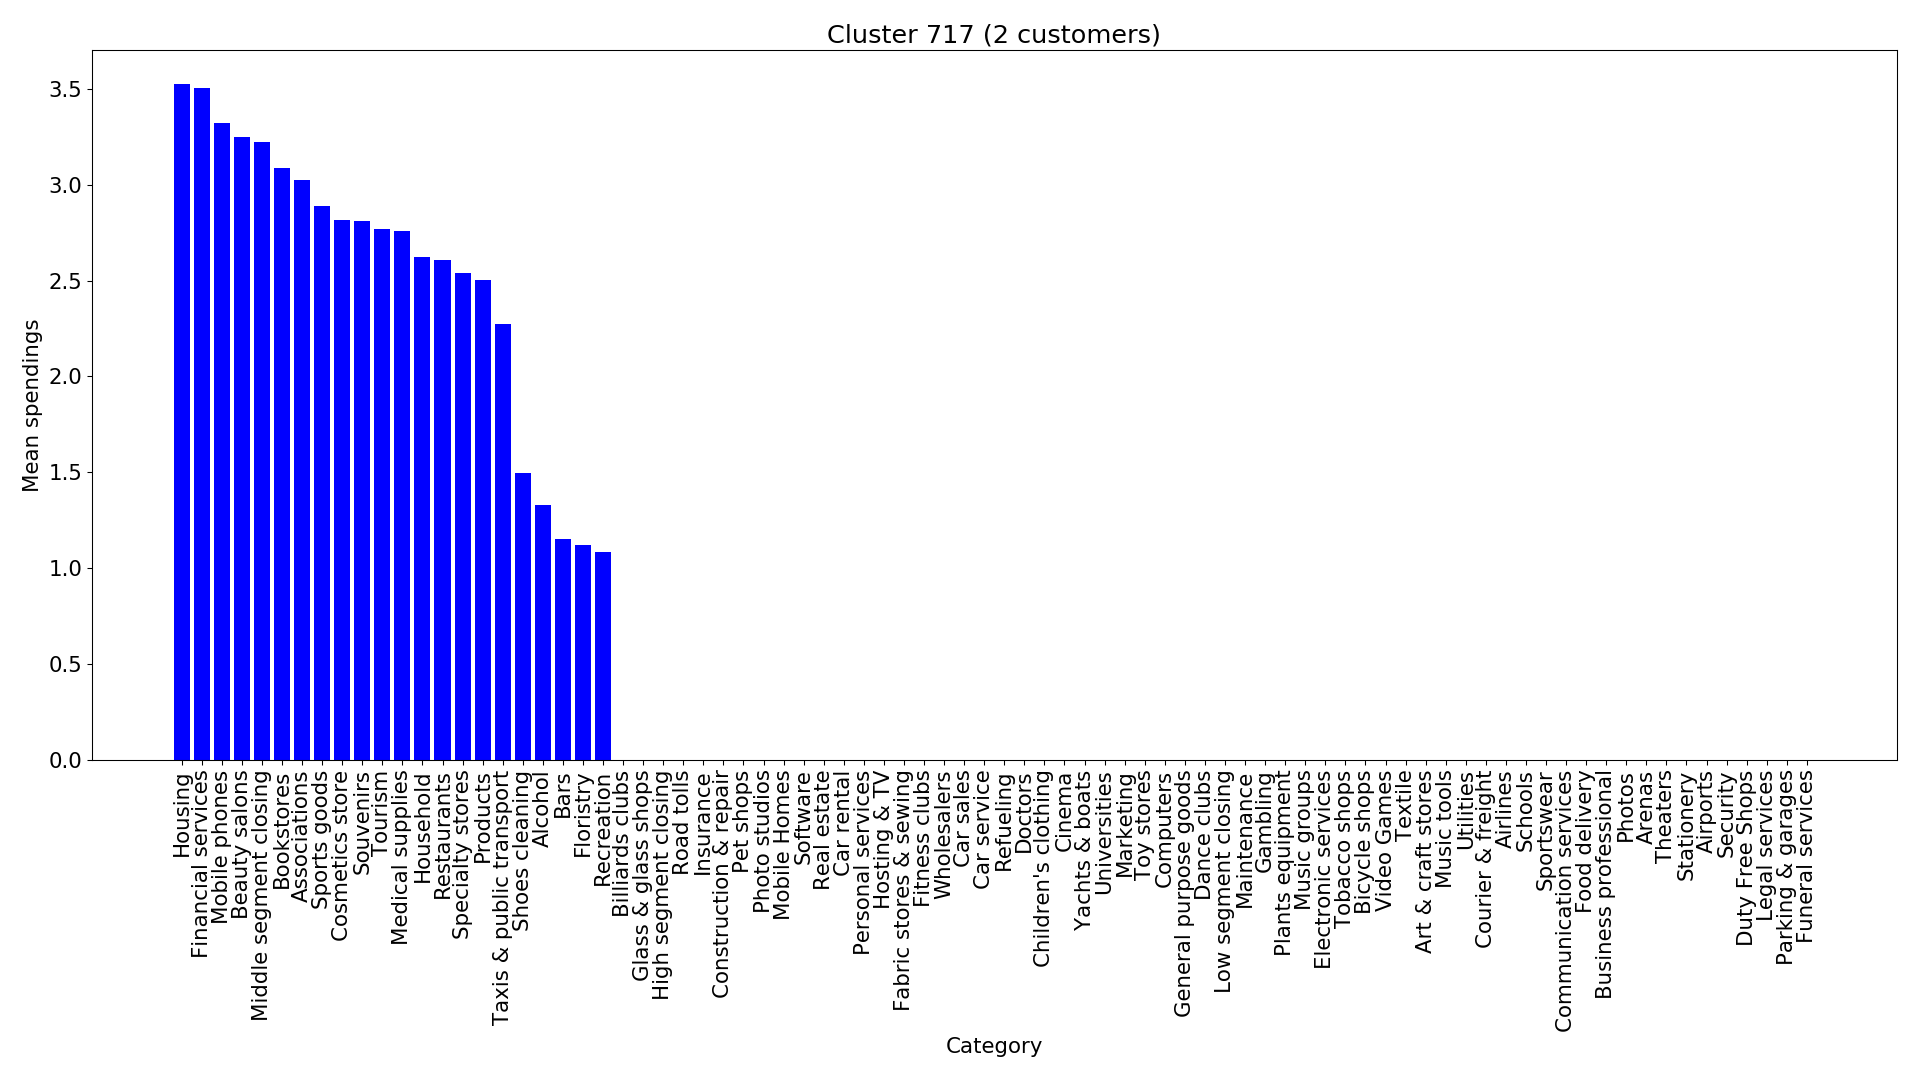 Cluster 717 (2 customers)
3.5
3.0
2.5
2.0
1.5
1.0
0.5
0.0
Mean spendings
Housing
Financial services
Mobile phones
Beauty salons
Middle segment closing
Bookstores
Associations
Sports goods
Cosmetics store
Souvenirs
Tourism
Medical supplies
Household
Restaurants
Specialty stores
Products
Taxis & public transport
Shoes cleaning
Alcohol
Bars
Floristry
Recreation
Billiards clubs
Glass & glass shops
High segment closing
Road tolls
Insurance
Construction & repair
Pet shops
Photo studios
Mobile Homes
Software
Real estate
Car rental
Personal services
Hosting & TV
Fabric stores & sewing
Fitness clubs
Wholesalers
Car sales
Car service
Refueling
Doctors
Children's clothing
Cinema
Yachts & boats
Universities
Marketing
Toy stores
Computers
General purpose goods
Dance clubs
Low segment closing
Maintenance
Gambling
Plants equipment
Music groups
Electronic services
Tobacco shops
Bicycle shops
Video Games
Textile
Art & craft stores
Music tools
Utilities
Courier & freight
Airlines
Schools
Sportswear
Communication services
Food delivery
Business professional
Photos
Arenas
Theaters
Stationery
Airports
Security
Duty Free Shops
Legal services
Parking & garages
Funeral services
Category